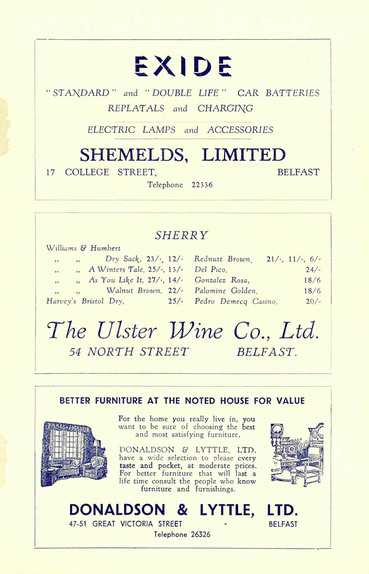 EXIDE
"STANDARD" and "DOUBLE LIFE" CAR BATTERIES
REPLATALS and CHARGING
ELECTRIC LAMPS and ACCESSORIES
SHEMELDS, LIMITED
17 COLLEGE STREET, BELFAST
Telephone 22336
SHERRY
Williams & Humbert
„ „ Dry Sack, 23/-, 12/-
„ „ A Winters Tale, 25/-, 13/-
„ „ As You Like It, 27/-, 14/-
„ „ Walnut Brown, 22/-
Harvey's Bristol Dry, 25/-
Rednutt Brown, 21/-, 11/-, 6/-
Del Pico, 24/-
Gonzalez Rosa, 18/6
Palomino Golden, 18/6
Pedro Demecq Casino, 20/-
The Ulster Wine Co., Ltd.
54 NORTH STREET BELFAST.
BETTER FURNITURE AT THE NOTED HOUSE FOR VALUE
For the home you really live in, you
want to be sure of choosing the best
and most satisfying furniture.
DONALDSON & LYTTLE, LTD.
have a wide selection to please every
taste and pocket, at moderate prices.
For better furniture that will last a
life time consult the people who know
furniture and furnishings.
DONALDSON & LYTTLE, LTD.
47-51 GREAT VICTORIA STREET - BELFAST
Telephone 26326